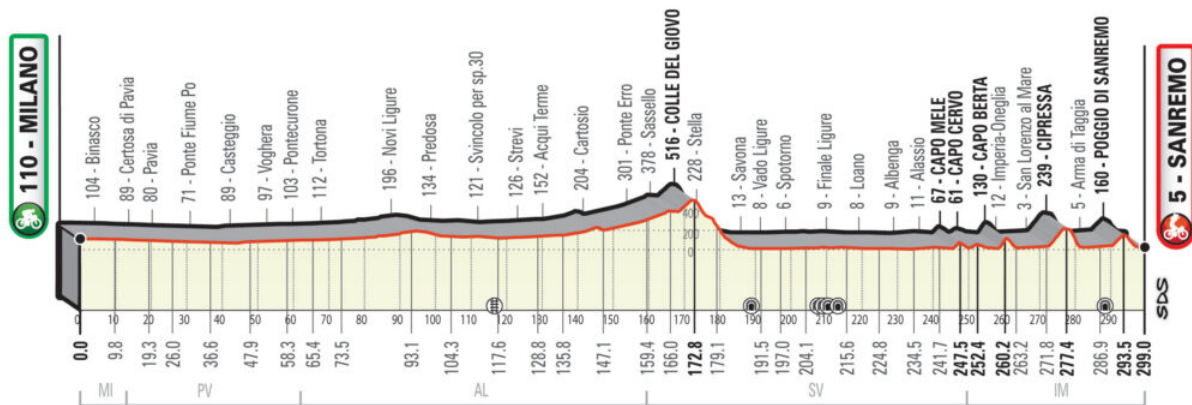 110 - MILANO
104 - Binasco
89 - Certosa di Pavia
80 - Pavia
71 - Ponte Fiume Po
89 - Casteggio
97 - Voghera
103 - Pontecurone
112 - Tortona
196 - Novi Ligure
134 - Predosa
121 - Svincolo per sp.30
126 - Strevi
152 - Acqui Terme
204 - Cartosio
301 - Ponte Erro
378 - Sassello
516 - COLLE DEL GIOVO
228 - Stella
13 - Savona
8 - Vado Ligure
6 - Spotorno
9 - Finale Ligure
8 - Loano
9 - Albenga
11 - Alassio
67 - CAPO MELE
61 - CAPO CERVO
130 - CAPO BERTA
12 - Imperia-Oneglia
3 - San Lorenzo al Mare
239 - CIPRESSA
5 - Arma di Taggia
160 - POGGIO DI SANREMO
5 - SANREMO
400
200
0
0 10 20 30 40 50 60 70 80 90 100 110 120 130 140 150 160 170 180 190 200 210 220 230 240 250 260 270 280 290
SDS
0.0 9.8 19.3 26.0 36.6 47.9 58.3 65.4 73.5 93.1 104.3 117.6 128.8 135.8 147.1 159.4 166.0 172.8 179.1 191.5 197.0 204.1 215.6 224.8 234.5 241.7 247.5 252.4 260.2 263.2 271.8 277.4 286.9 293.5 299.0
MI PV AL SV IM